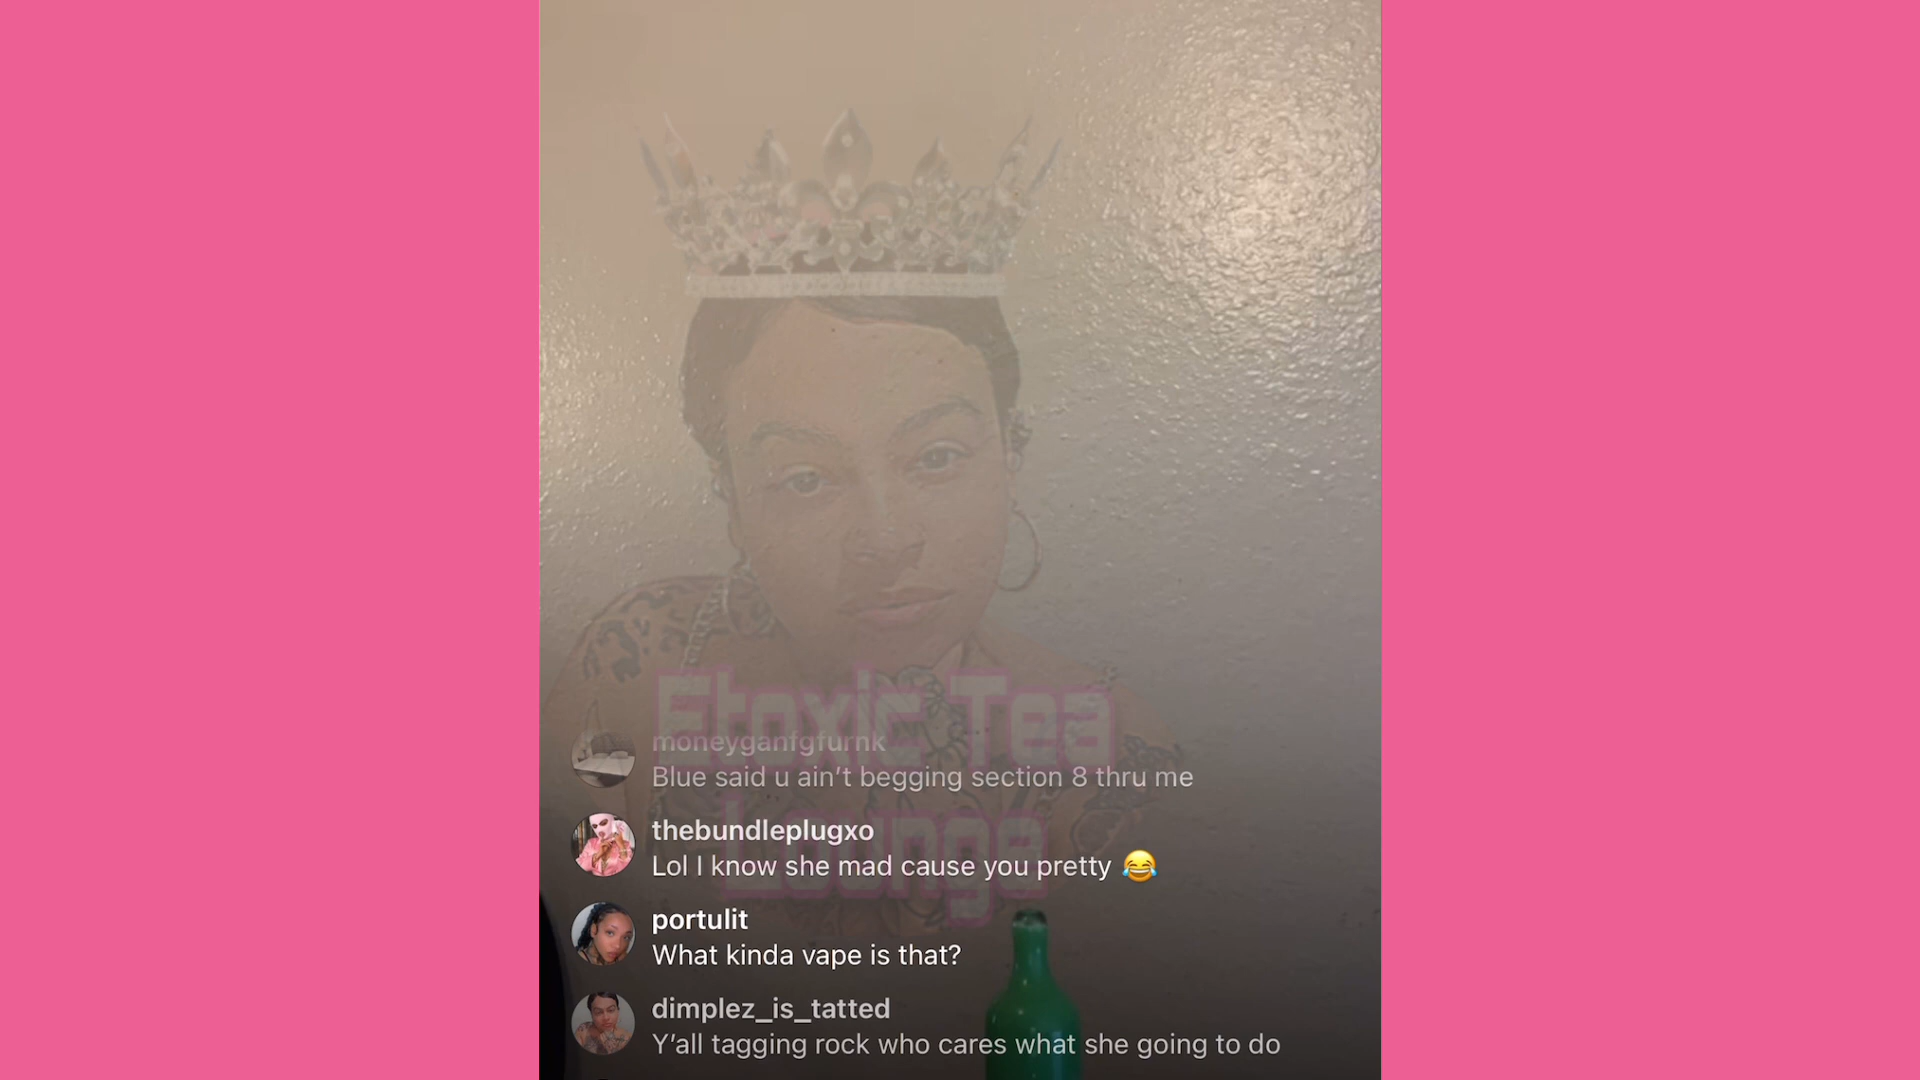 Etoxic Tea
Lounge
moneyganfgfurnk
Blue said u ain’t begging section 8 thru me
thebundleplugxo
Lol I know she mad cause you pretty 😂
portulit
What kinda vape is that?
dimplez_is_tatted
Y’all tagging rock who cares what she going to do